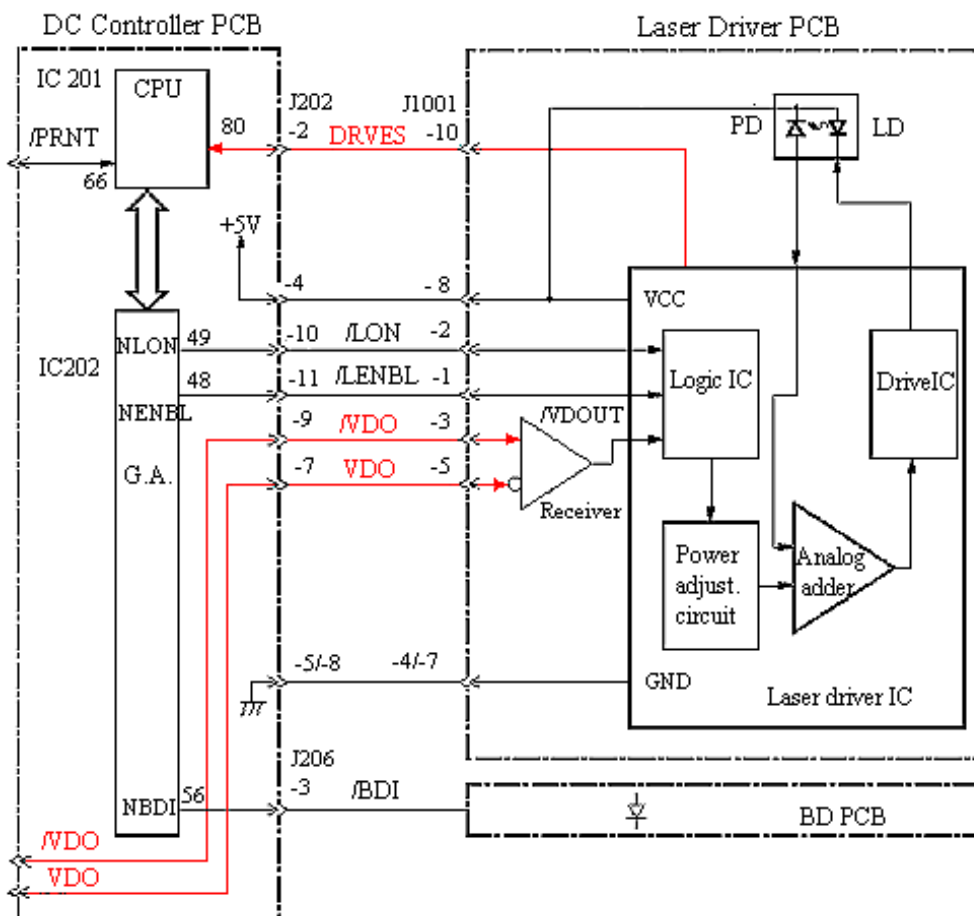 DC Controller PCB
Laser Driver PCB
IC 201
CPU
/PRNT
66
80
J202
J1001
-2 DRVES -10
PD
LD
+5V
-4
- 8
VCC
NLON
49
-10 /LON -2
IC202
48
-11 /LENBL -1
NENBL
-9 /VDO -3
G.A.
-7 VDO -5
/VDOUT
Receiver
Logic IC
DriveIC
Power
adjust.
circuit
Analog
adder
-5/-8
-4/-7
GND
Laser driver IC
J206
NBDI
56
-3 /BDI
BD PCB
/VDO
VDO